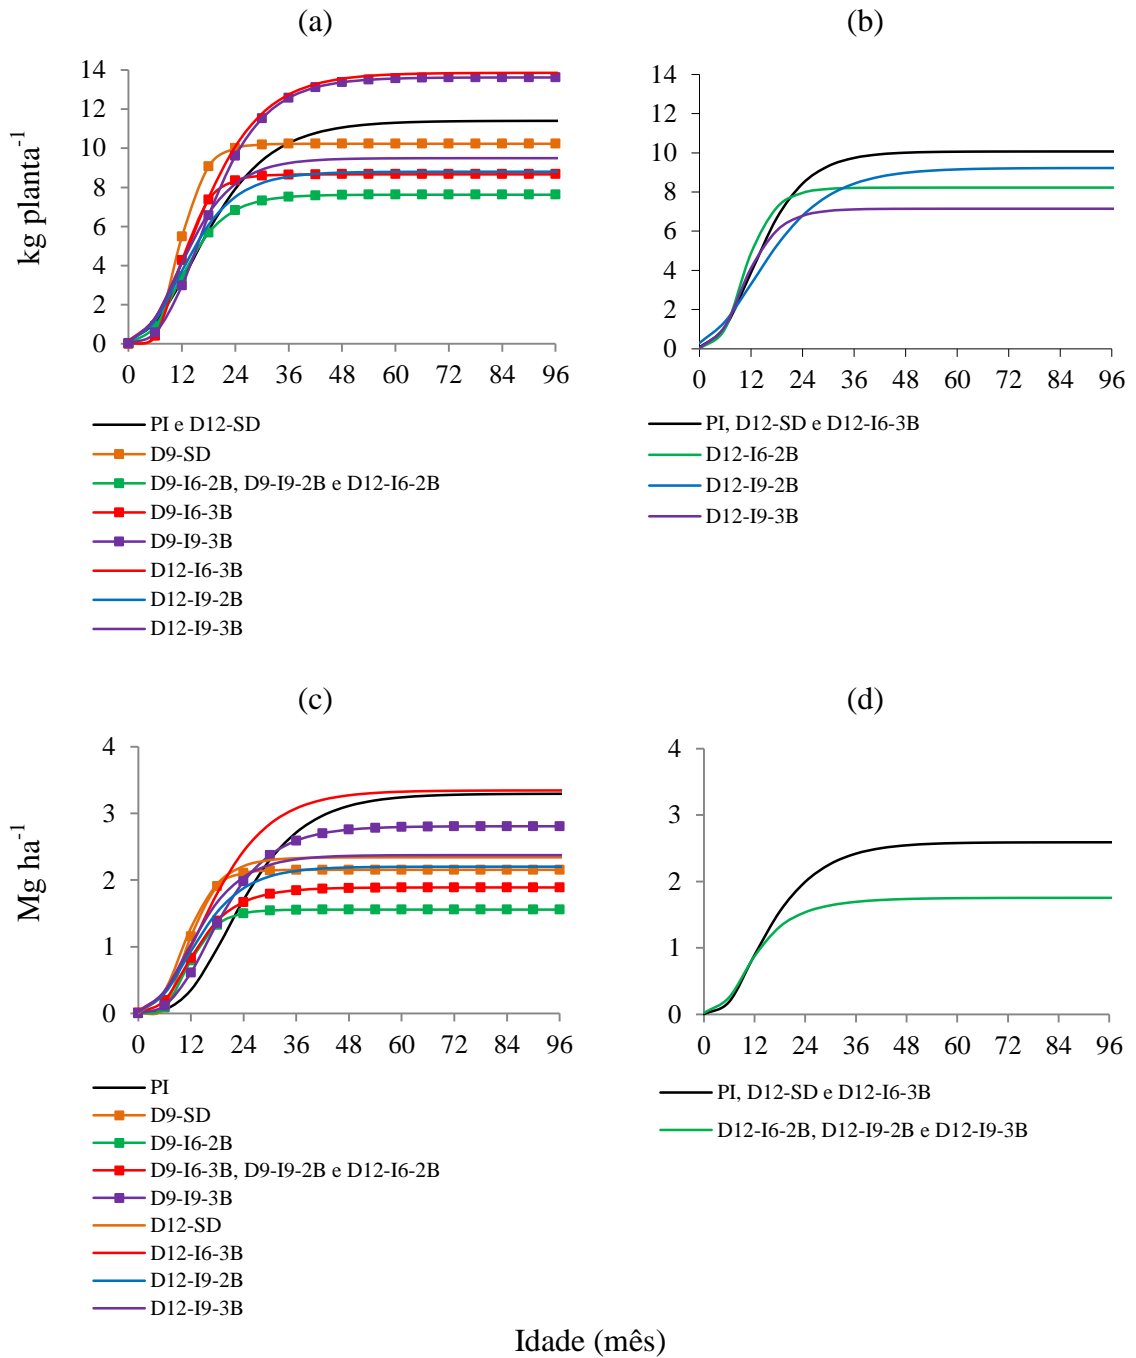 (a)
(b)
kg planta⁻¹
14
12
10
8
6
4
2
0
0 12 24 36 48 60 72 84 96
PI e D12-SD
D9-SD
D9-I6-2B, D9-I9-2B e D12-I6-2B
D9-I6-3B
D9-I9-3B
D12-I6-3B
D12-I9-2B
D12-I9-3B
14
12
10
8
6
4
2
0
0 12 24 36 48 60 72 84 96
PI, D12-SD e D12-I6-3B
D12-I6-2B
D12-I9-2B
D12-I9-3B
(c)
(d)
Mg ha⁻¹
4
3
2
1
0
0 12 24 36 48 60 72 84 96
PI
D9-SD
D9-I6-2B
D9-I6-3B, D9-I9-2B e D12-I6-2B
D9-I9-3B
D12-SD
D12-I6-3B
D12-I9-2B
D12-I9-3B
4
3
2
1
0
0 12 24 36 48 60 72 84 96
PI, D12-SD e D12-I6-3B
D12-I6-2B, D12-I9-2B e D12-I9-3B
Idade (mês)